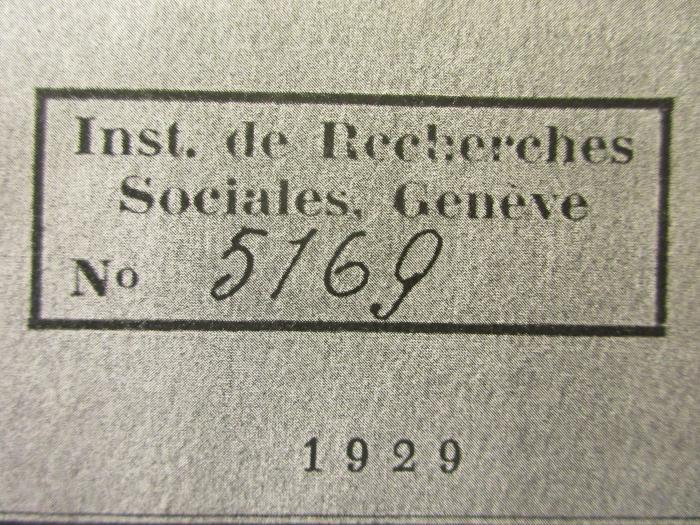 Inst. de Recherches
Sociales, Genève
No 5169
1929